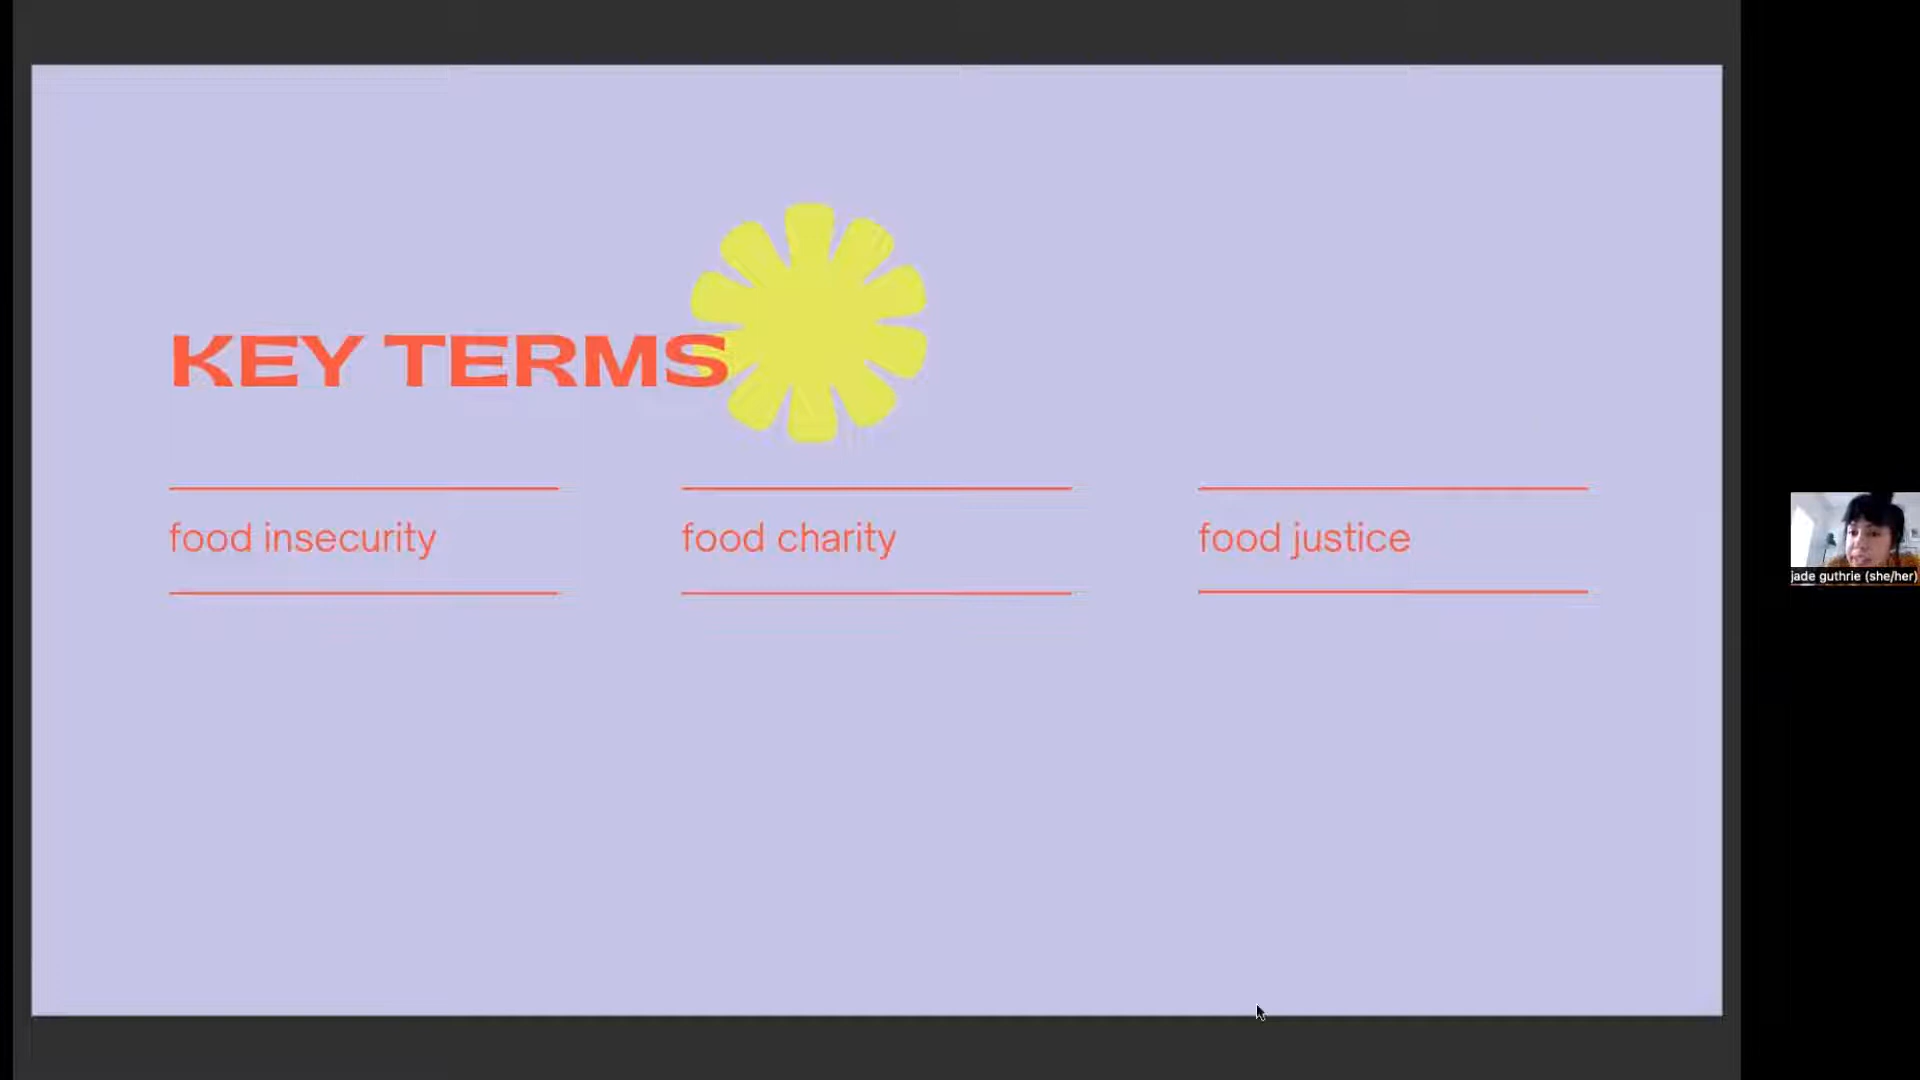 KEY TERMS
food insecurity
food charity
food justice
jade guthrie (she/her)